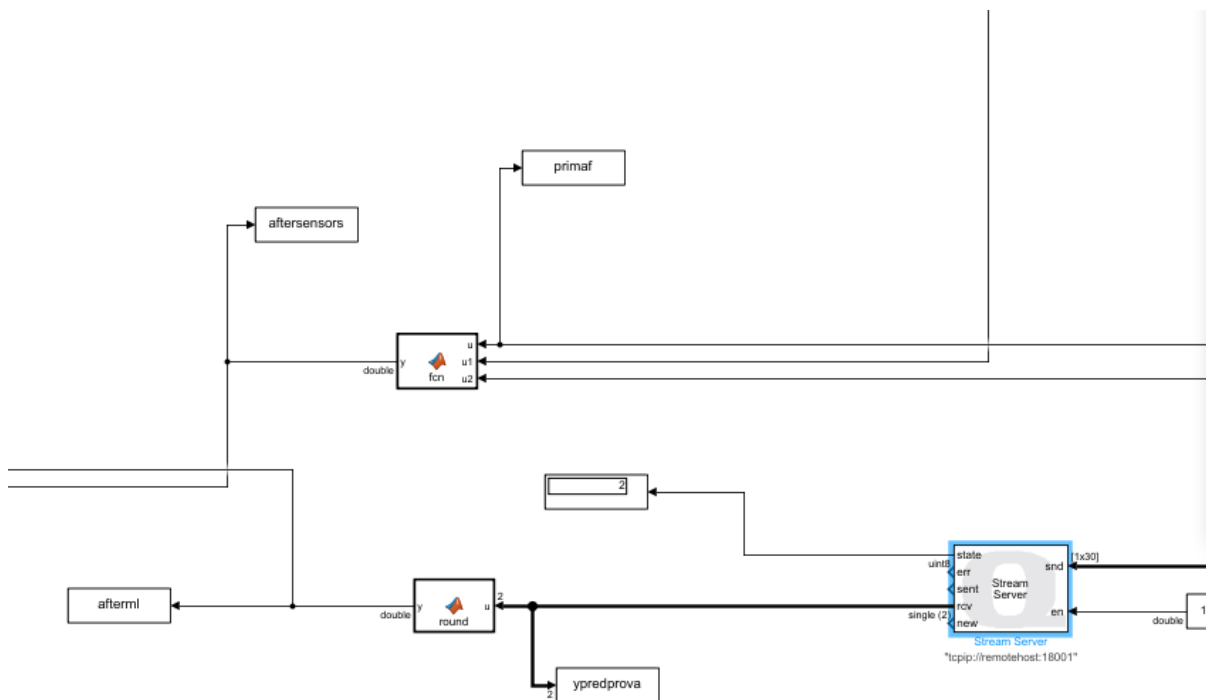 primaf
aftersensors
u
y
u1
double
fcn
u2
2
state
[1x30]
uint8
err
snd
Stream
Server
sent
afterml
y
u
2
rcv
en
1
double
round
single (2)
new
double
Stream Server
"tcpip://remotehost:18001"
ypredprova
2